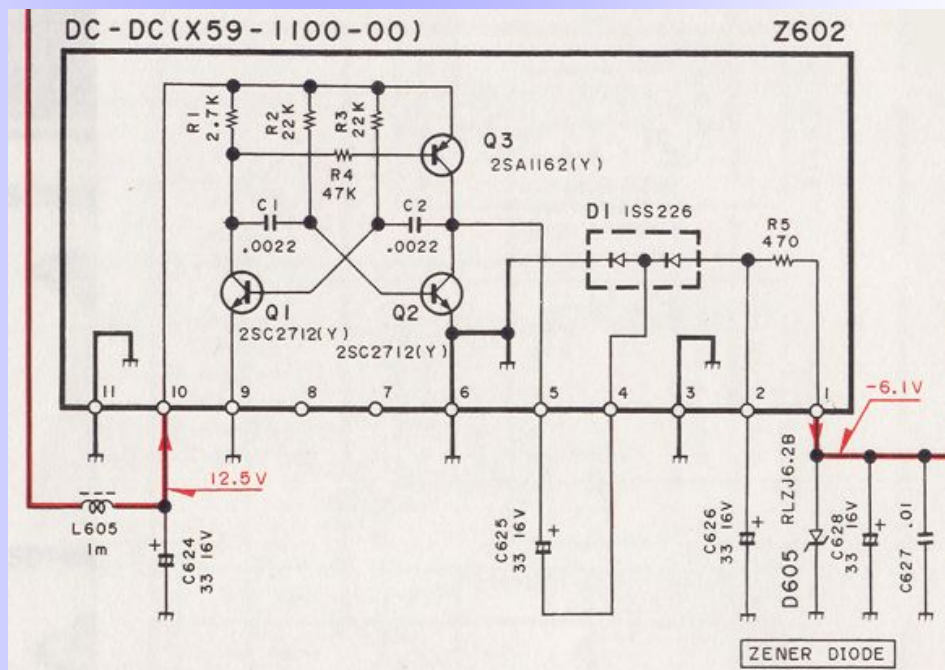 DC-DC(X59-1100-00)
Z602
R1
2.7K
R2
22K
R3
22K
Q3
2SA1162(Y)
R4
47K
C1
.0022
C2
.0022
D1 1SS226
R5
470
Q1
2SC2712(Y)
Q2
2SC2712(Y)
11
10
9
8
7
6
5
4
3
2
1
-6.1V
12.5V
L605
1m
C624
33 16V
+
C625
33 16V
+
C626
33 16V
+
D605
RLZJ6.2B
C628
33 16V
+
C627
.01
ZENER DIODE